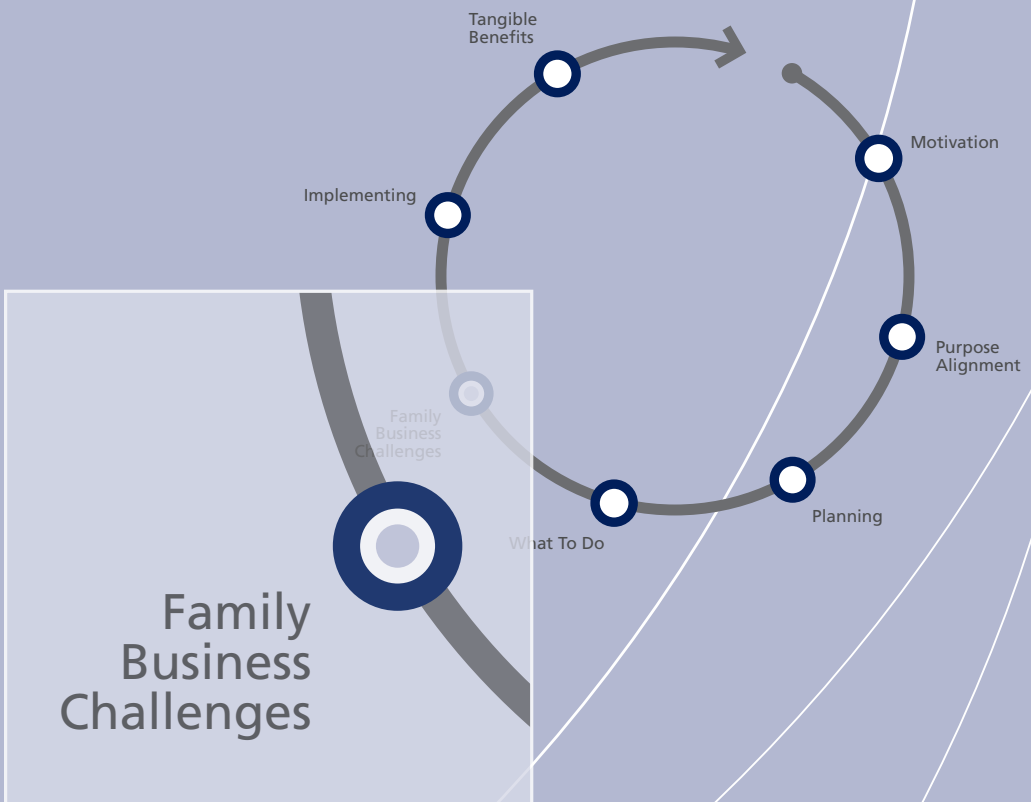 Tangible
Benefits
Motivation
Implementing
Purpose
Alignment
Family
Business
Challenges
Planning
What To Do
Family
Business
Challenges